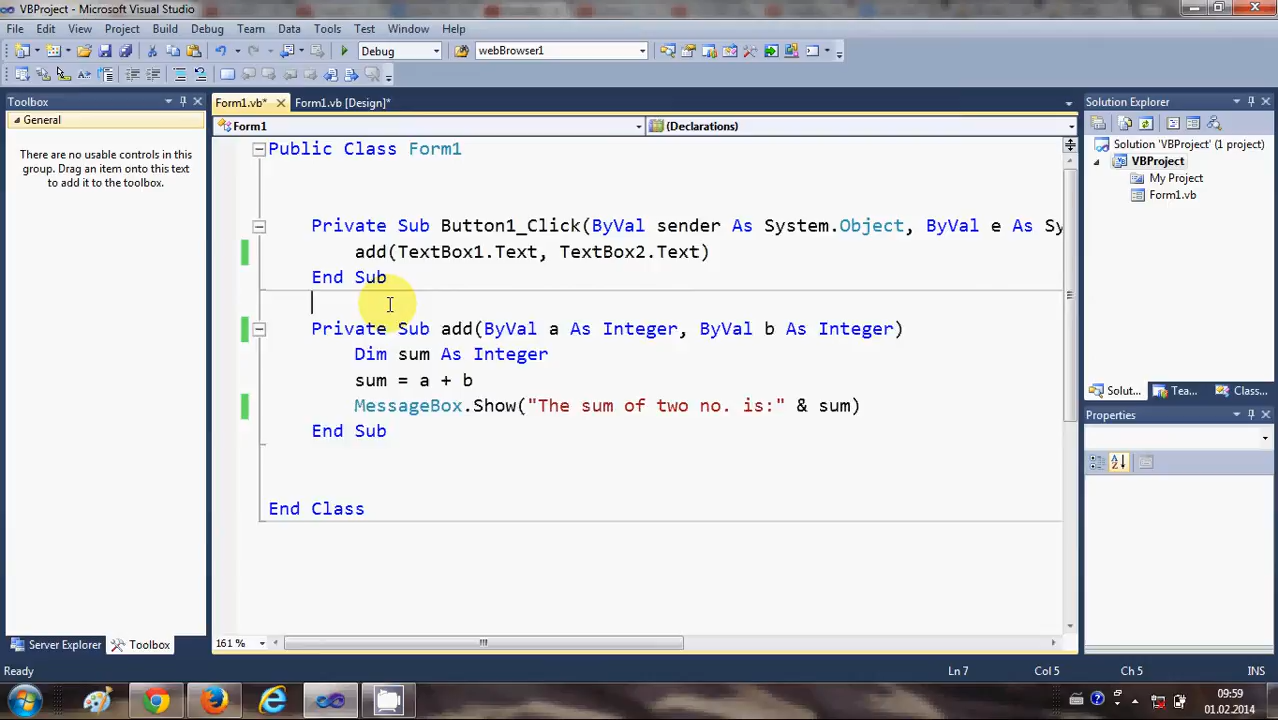 VBProject - Microsoft Visual Studio
File Edit View Project Build Debug Team Data Tools Test Window Help
Debug webBrowser1
Toolbox
General
There are no usable controls in this
group. Drag an item onto this text
to add it to the toolbox.
Server Explorer Toolbox
Form1.vb* Form1.vb [Design]*
Form1 (Declarations)
Public Class Form1
Private Sub Button1_Click(ByVal sender As System.Object, ByVal e As Sy
add(TextBox1.Text, TextBox2.Text)
End Sub
Private Sub add(ByVal a As Integer, ByVal b As Integer)
Dim sum As Integer
sum = a + b
MessageBox.Show("The sum of two no. is:" & sum)
End Sub
End Class
161 %
Solution Explorer
Solution 'VBProject' (1 project)
VBProject
My Project
Form1.vb
Solut... Tea... Class...
Properties
Ready Ln 7 Col 5 Ch 5 INS
09:59
01.02.2014